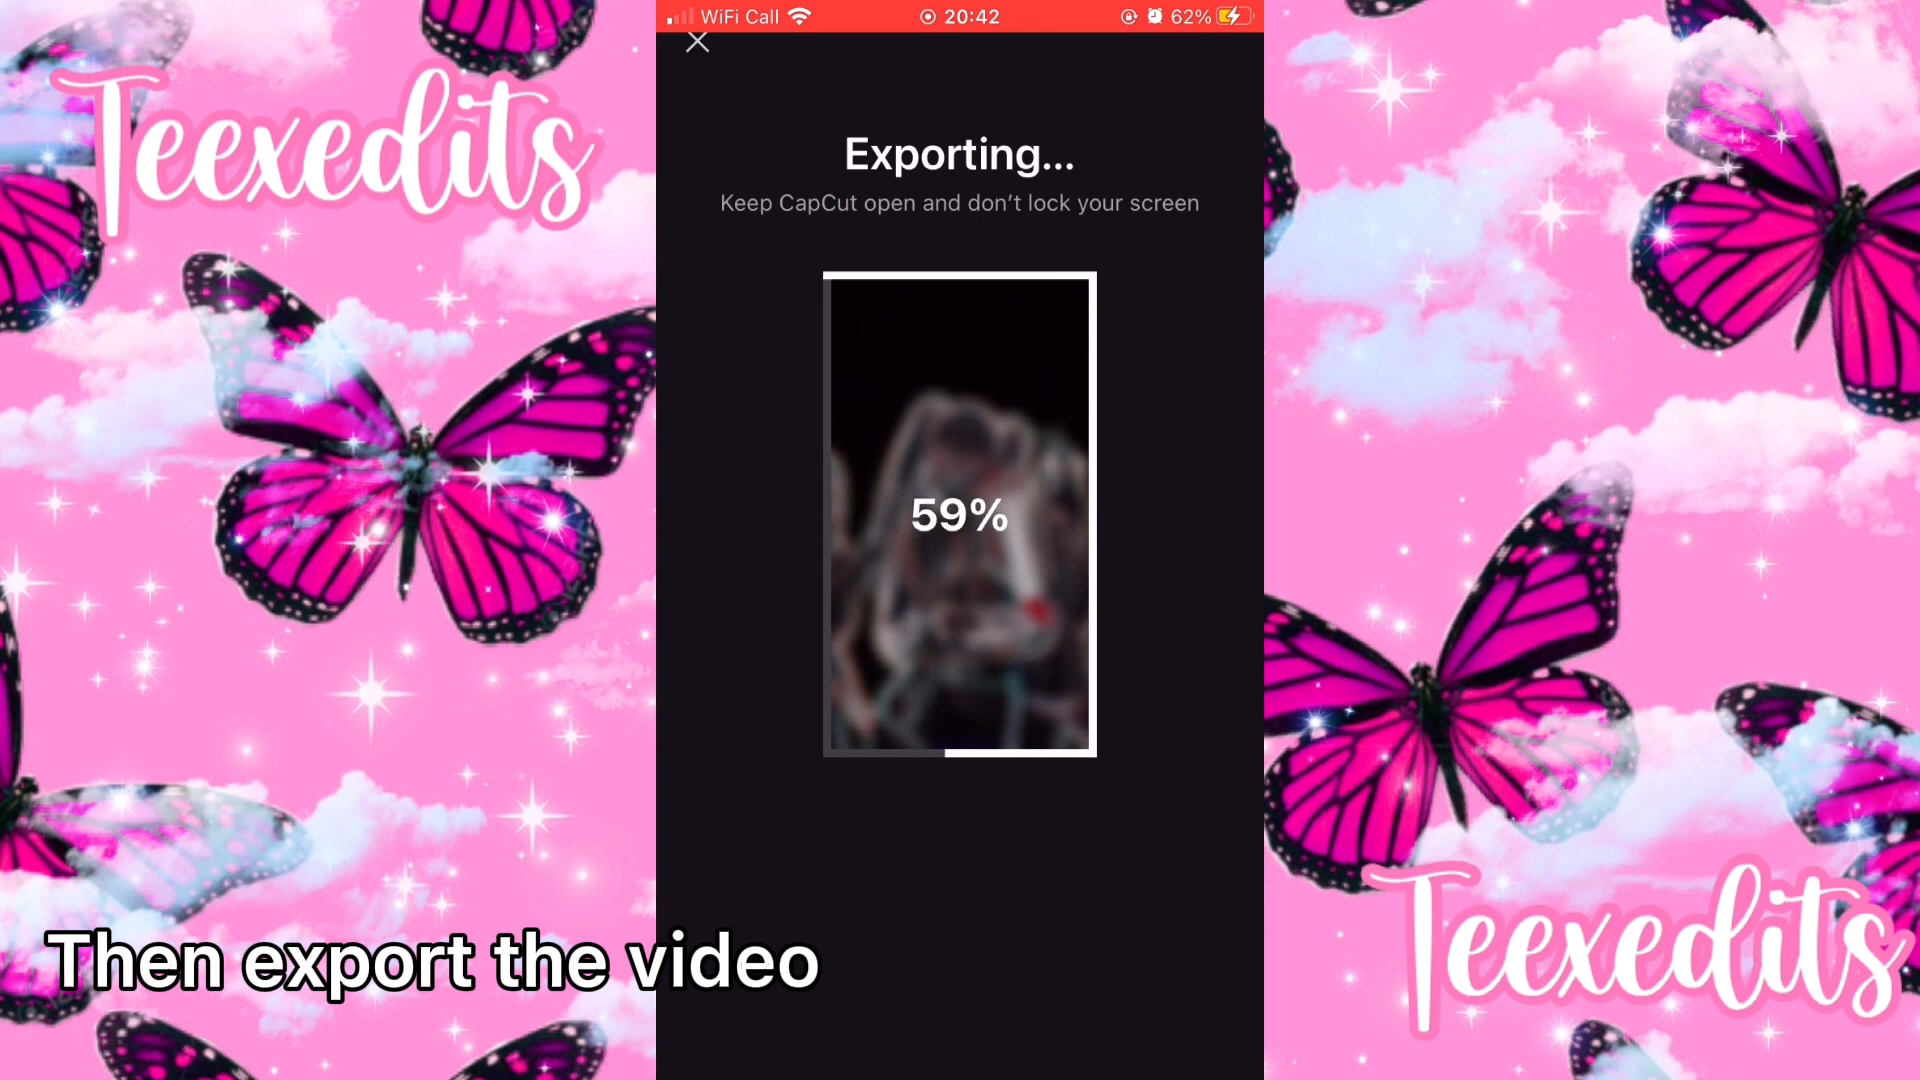 Teexedits
WiFi Call 20:42 62%
Exporting...
Keep CapCut open and don't lock your screen
59%
Then export the video
Teexedits